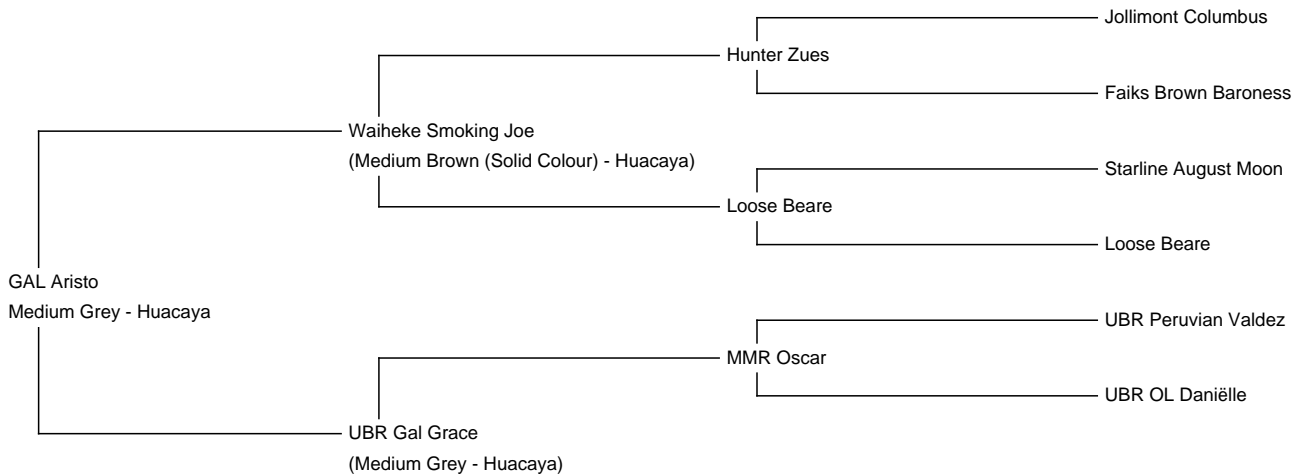 Jollimont Columbus
Hunter Zues
Faiks Brown Baroness
Waiheke Smoking Joe
(Medium Brown (Solid Colour) - Huacaya)
Starline August Moon
Loose Beare
Loose Beare
GAL Aristo
Medium Grey - Huacaya
UBR Peruvian Valdez
MMR Oscar
UBR OL Daniëlle
UBR Gal Grace
(Medium Grey - Huacaya)